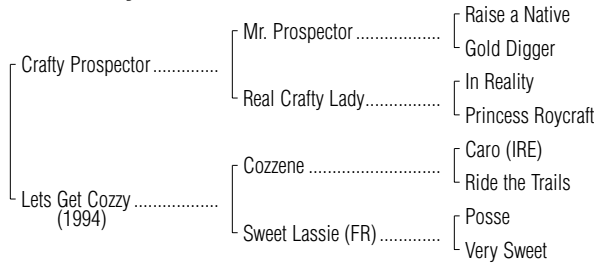 Raise a Native
Mr. Prospector ..................
Gold Digger
Crafty Prospector ..............
In Reality
Real Crafty Lady................
Princess Roycraft
Caro (IRE)
Cozzene ............................
Ride the Trails
Lets Get Cozzy ..................
(1994)
Posse
Sweet Lassie (FR) .............
Very Sweet